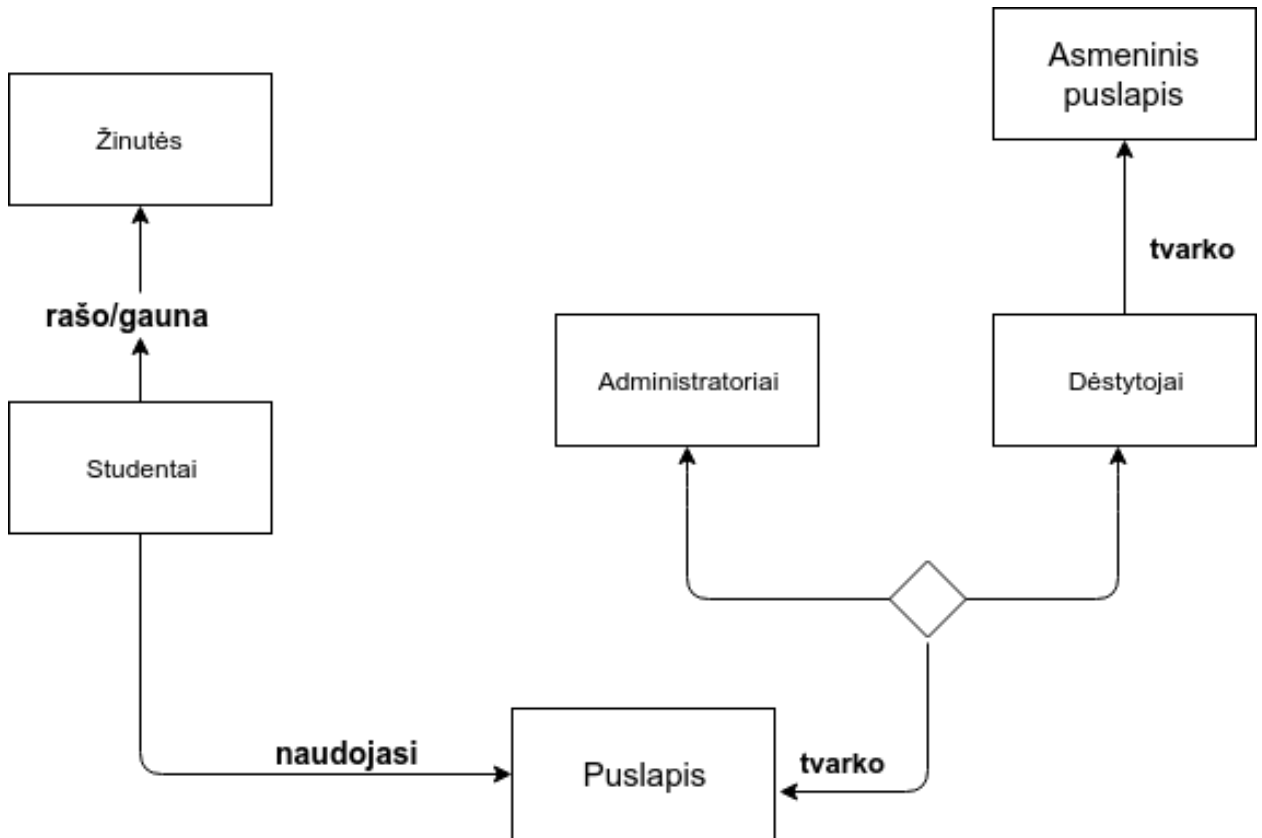 Asmeninis
puslapis
Žinutės
tvarko
rašo/gauna
Administratoriai
Dėstytojai
Studentai
naudojasi
Puslapis
tvarko